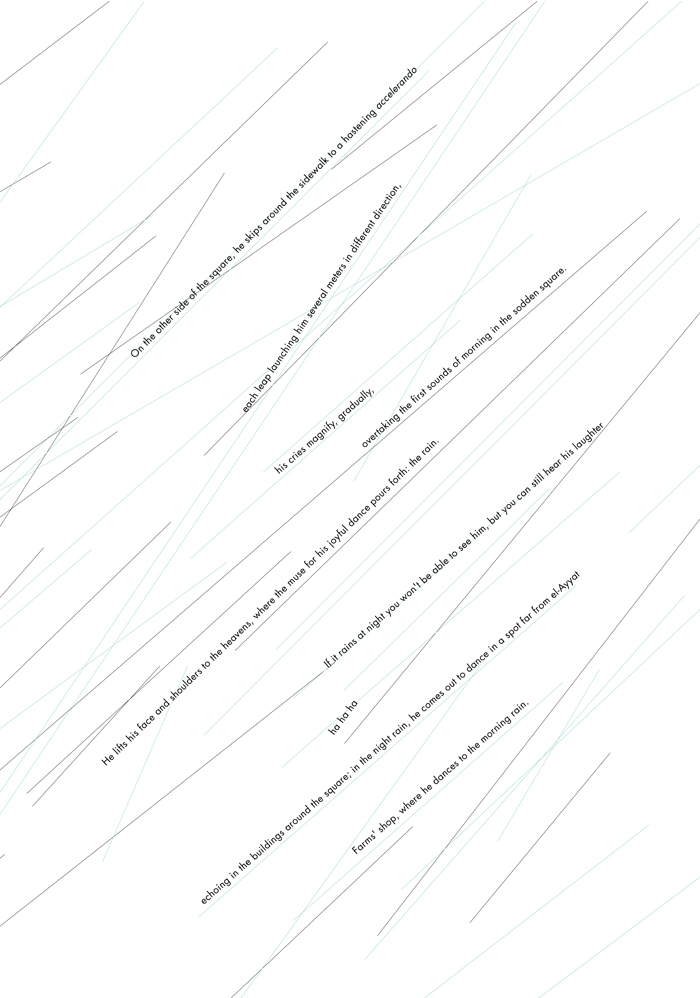 On the other side of the square, he skips around the sidewalk to a hastening accelerando
each leap launching him several meters in different direction,
his cries magnify, gradually,
overtaking the first sounds of morning in the sodden square.
He lifts his face and shoulders to the heavens, where the muse for his joyful dance pours forth: the rain.
If it rains at night you won't be able to see him, but you can still hear his laughter
ha ha ha
echoing in the buildings around the square; in the night rain, he comes out to dance in a spot far from el-Ayyat
Farms' shop, where he dances to the morning rain.